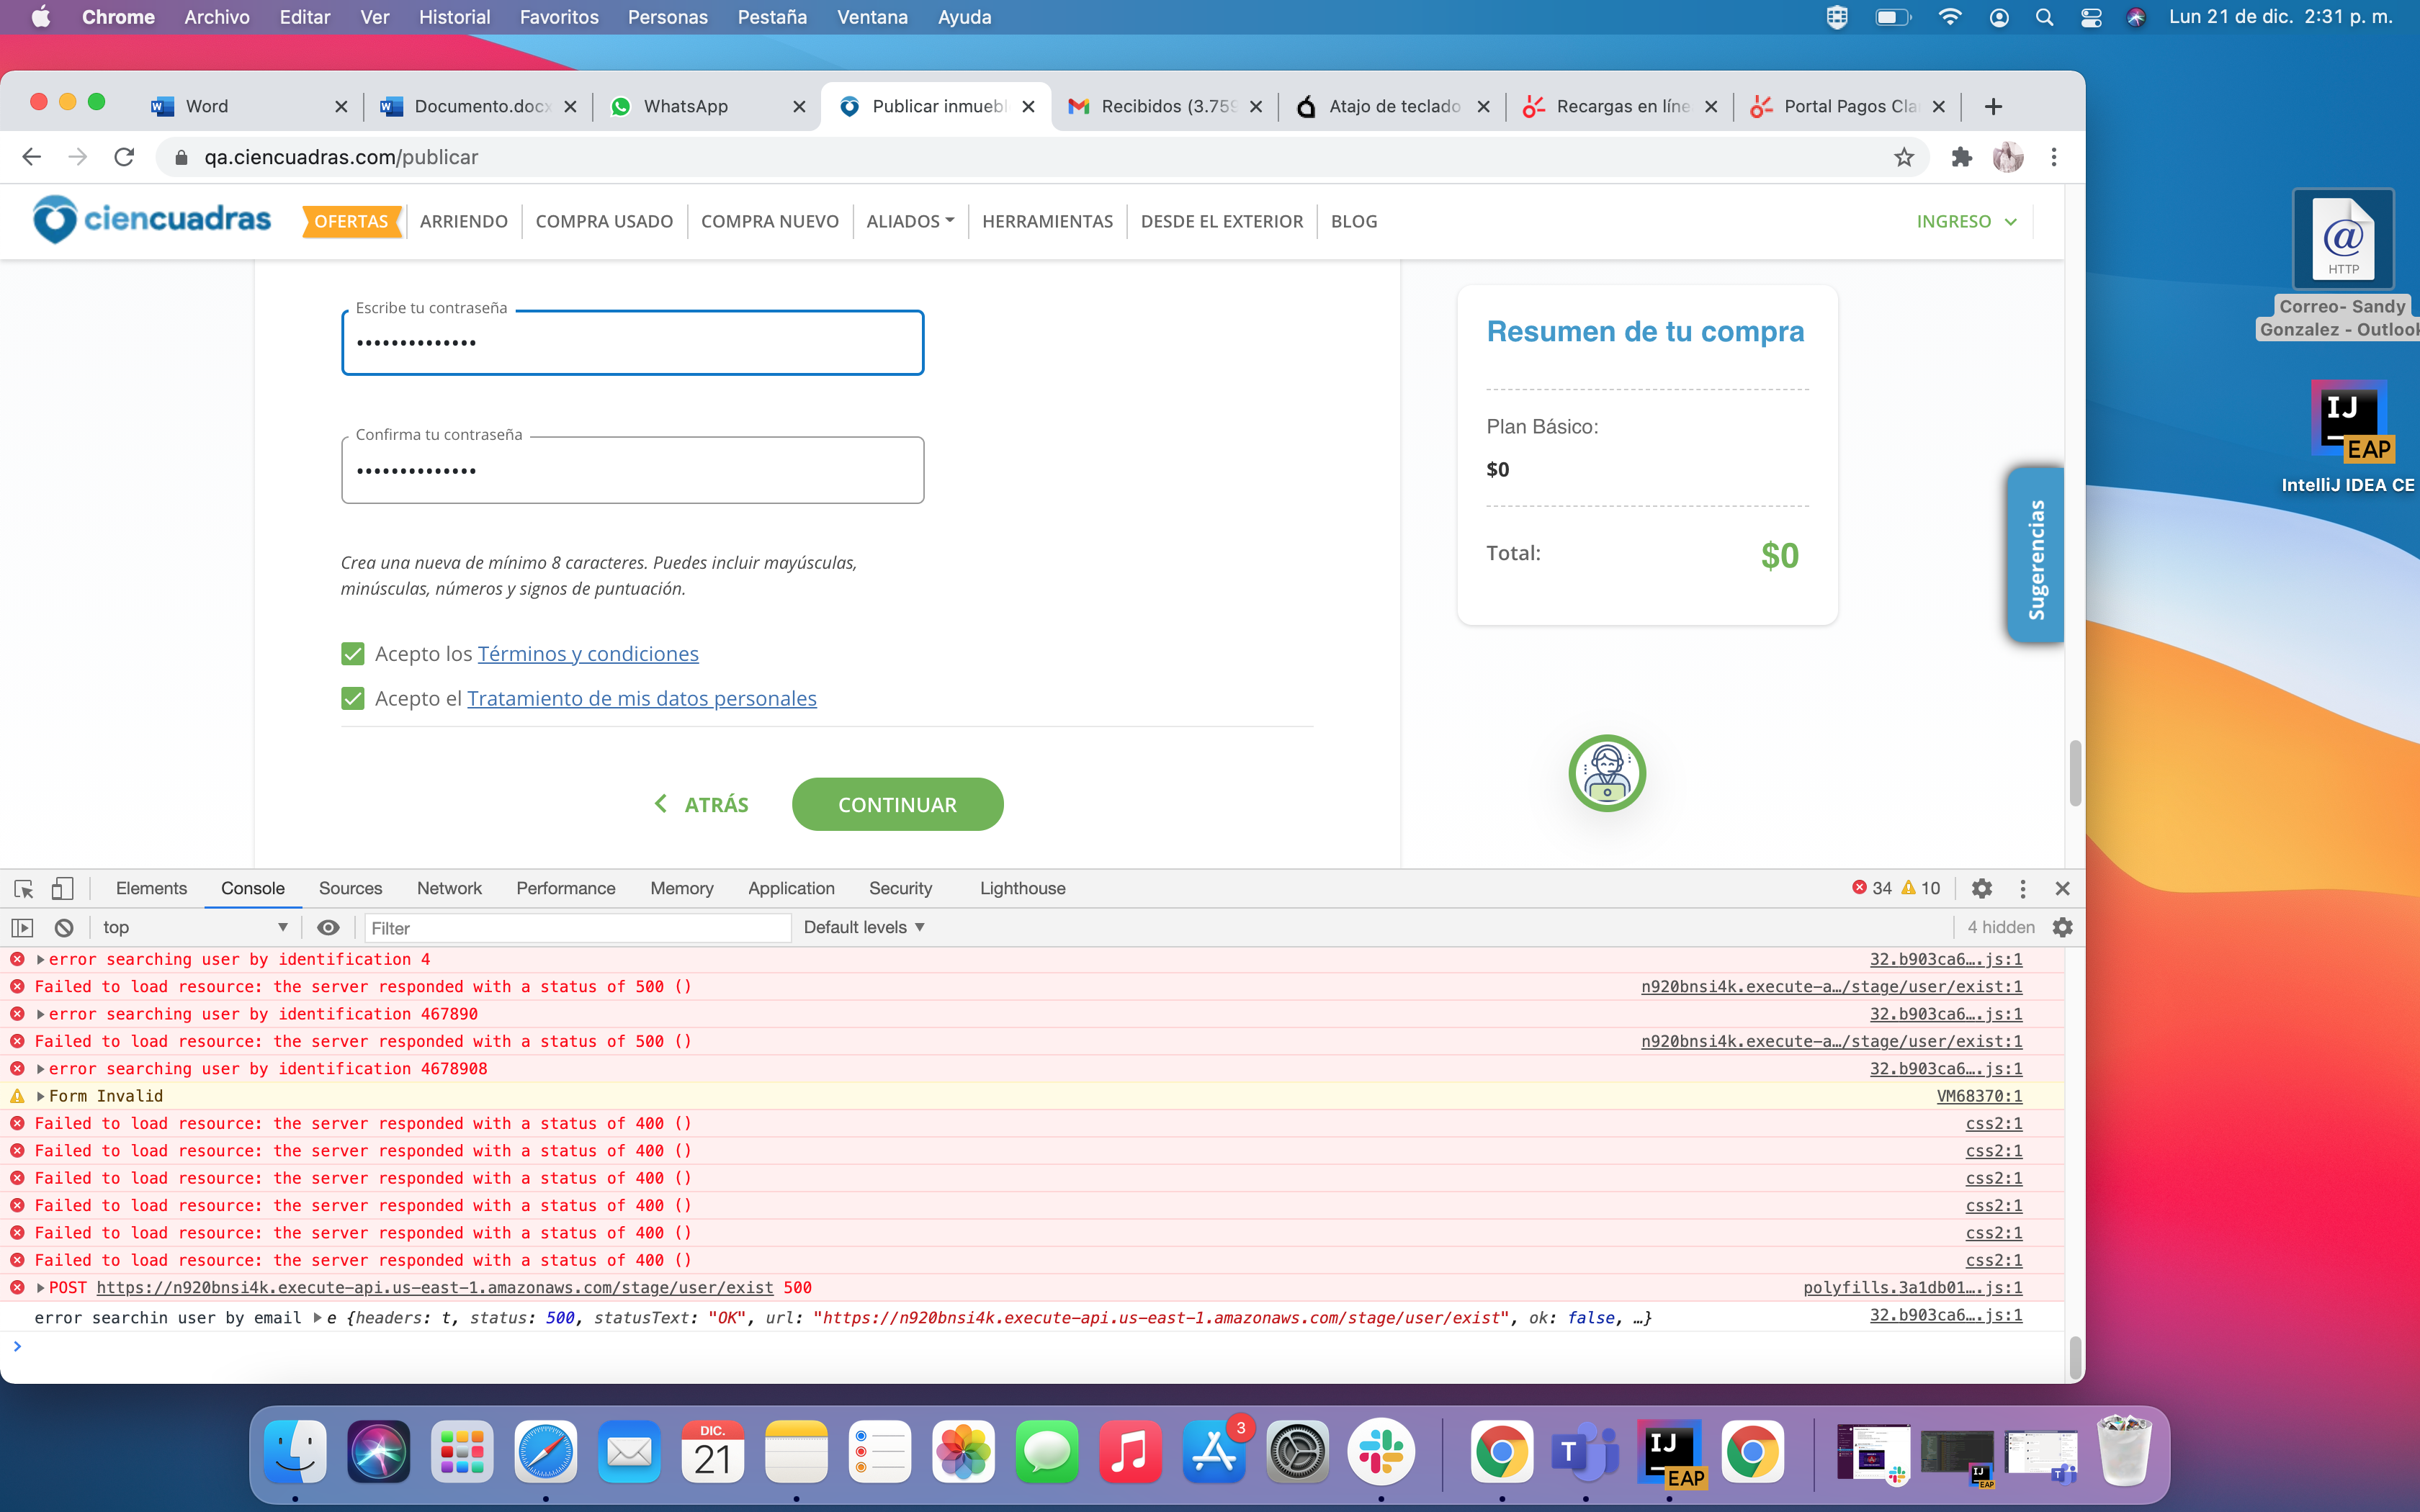 Chrome Archivo Editar Ver Historial Favoritos Personas Pestaña Ventana Ayuda Lun 21 de dic. 2:31 p. m.
Word Documento.docx WhatsApp Publicar inmuebl Recibidos (3.759 Atajo de teclado Recargas en líne Portal Pagos Cla
qa.ciencuadras.com/publicar
ciencuadras OFERTAS ARRIENDO COMPRA USADO COMPRA NUEVO ALIADOS HERRAMIENTAS DESDE EL EXTERIOR BLOG INGRESO
Escribe tu contraseña
••••••••••••••
Confirma tu contraseña
••••••••••••••
Crea una nueva de mínimo 8 caracteres. Puedes incluir mayúsculas,
minúsculas, números y signos de puntuación.
Acepto los Términos y condiciones
Acepto el Tratamiento de mis datos personales
ATRÁS CONTINUAR
Resumen de tu compra
Plan Básico:
$0
Total: $0
Sugerencias
HTTP
Correo- Sandy
Gonzalez - Outlook
IJ
EAP
IntelliJ IDEA CE
Elements Console Sources Network Performance Memory Application Security Lighthouse 34 10
top Filter Default levels 4 hidden
error searching user by identification 4 32.b903ca6….js:1
Failed to load resource: the server responded with a status of 500 () n920bnsi4k.execute-a…/stage/user/exist:1
error searching user by identification 467890 32.b903ca6….js:1
Failed to load resource: the server responded with a status of 500 () n920bnsi4k.execute-a…/stage/user/exist:1
error searching user by identification 4678908 32.b903ca6….js:1
Form Invalid VM68370:1
Failed to load resource: the server responded with a status of 400 () css2:1
Failed to load resource: the server responded with a status of 400 () css2:1
Failed to load resource: the server responded with a status of 400 () css2:1
Failed to load resource: the server responded with a status of 400 () css2:1
Failed to load resource: the server responded with a status of 400 () css2:1
Failed to load resource: the server responded with a status of 400 () css2:1
POST https://n920bnsi4k.execute-api.us-east-1.amazonaws.com/stage/user/exist 500 polyfills.3a1db01….js:1
error searchin user by email e {headers: t, status: 500, statusText: "OK", url: "https://n920bnsi4k.execute-api.us-east-1.amazonaws.com/stage/user/exist", ok: false, …} 32.b903ca6….js:1
DIC.
21
3
T
IJ
EAP